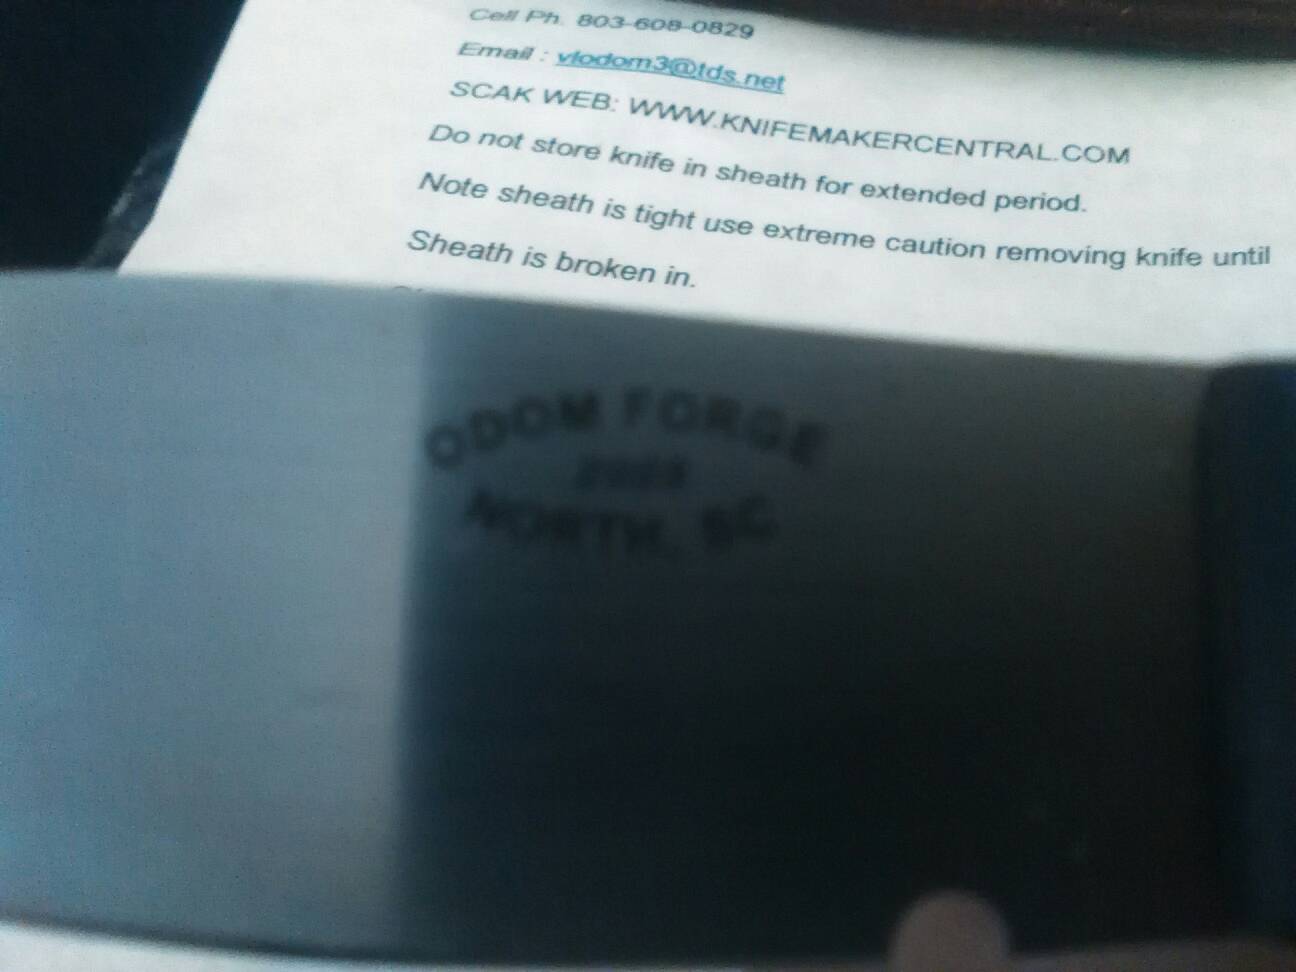 Cell Ph. 803-608-0829
Email : vlodom3@tds.net
SCAK WEB: WWW.KNIFEMAKERCENTRAL.COM
Do not store knife in sheath for extended period.
Note sheath is tight use extreme caution removing knife until
Sheath is broken in.
ODOM FORGE
NORTH, SC